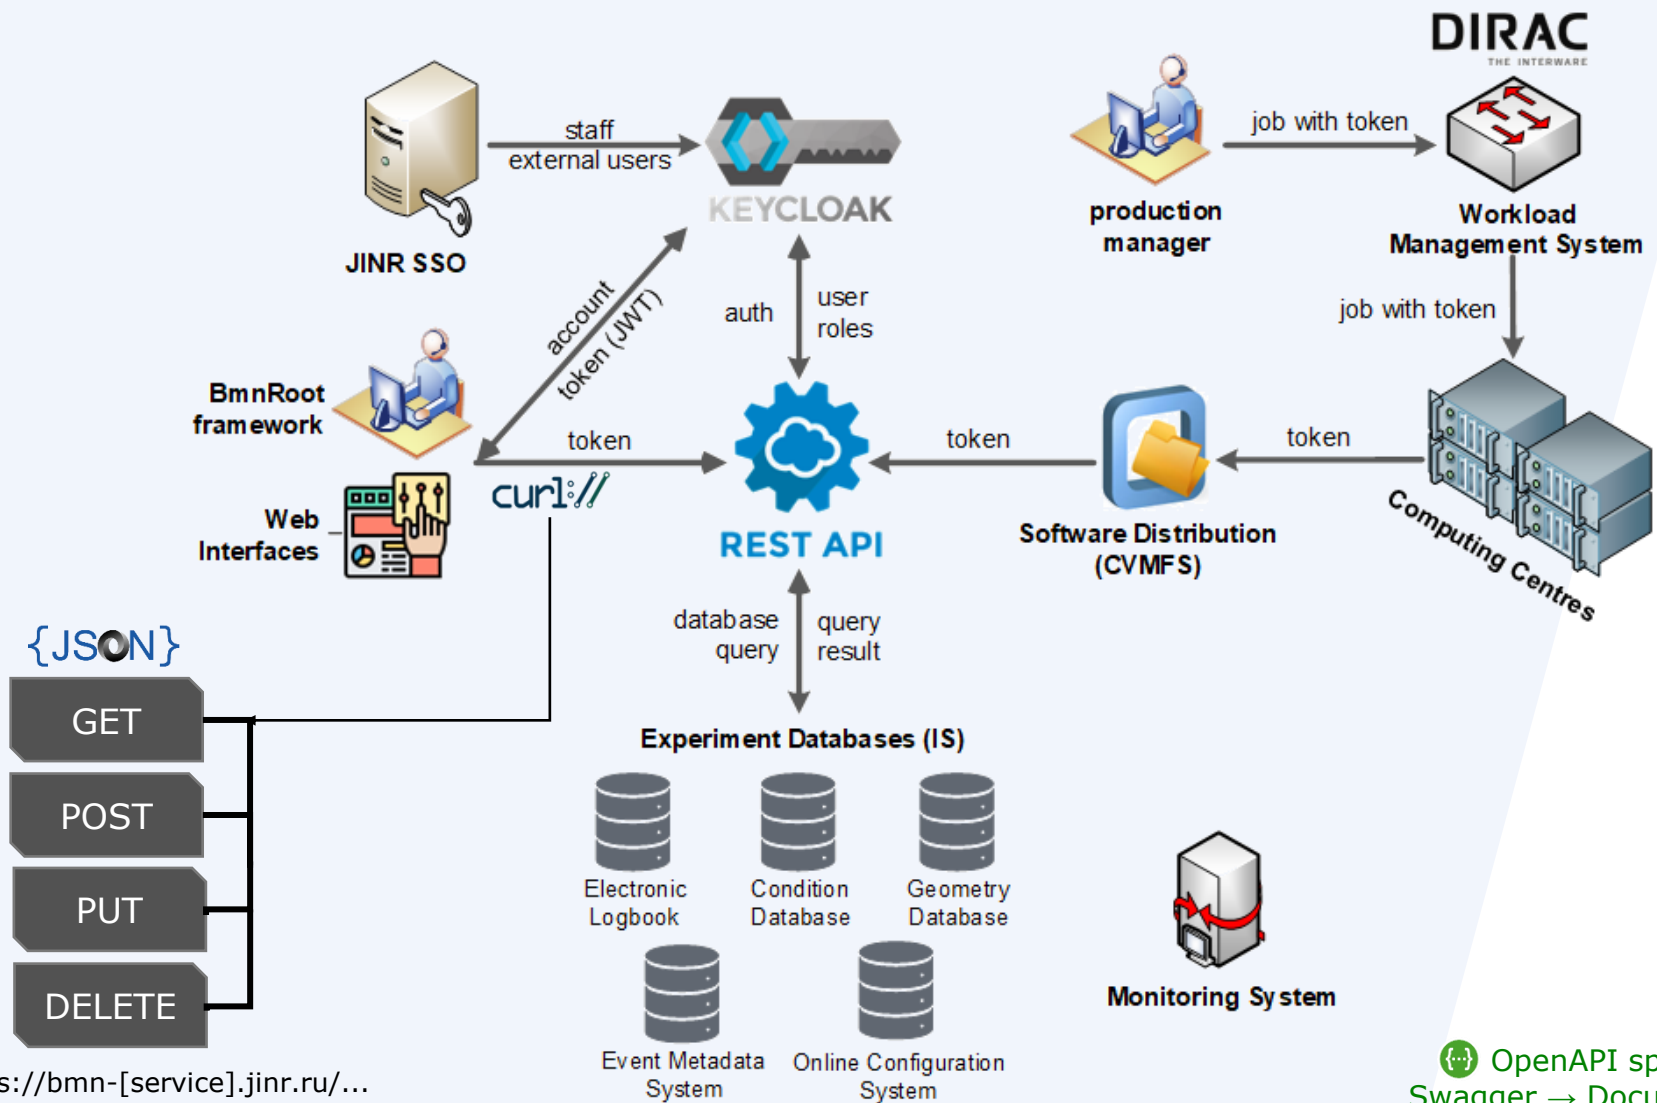 DIRAC
THE INTERWARE
staff
external users
KEYCLOAK
JINR SSO
job with token
production
manager
Workload
Management System
account
token (JWT)
auth
user
roles
job with token
BmnRoot
framework
token
token
token
curl://
Web
Interfaces
REST API
Software Distribution
(CVMFS)
Computing Centres
database
query
query
result
{JSON}
GET
POST
PUT
DELETE
Experiment Databases (IS)
Electronic
Logbook
Condition
Database
Geometry
Database
Event Metadata
System
Online Configuration
System
Monitoring System
s://bmn-[service].jinr.ru/...
{···} OpenAPI sp
Swagger → Docu